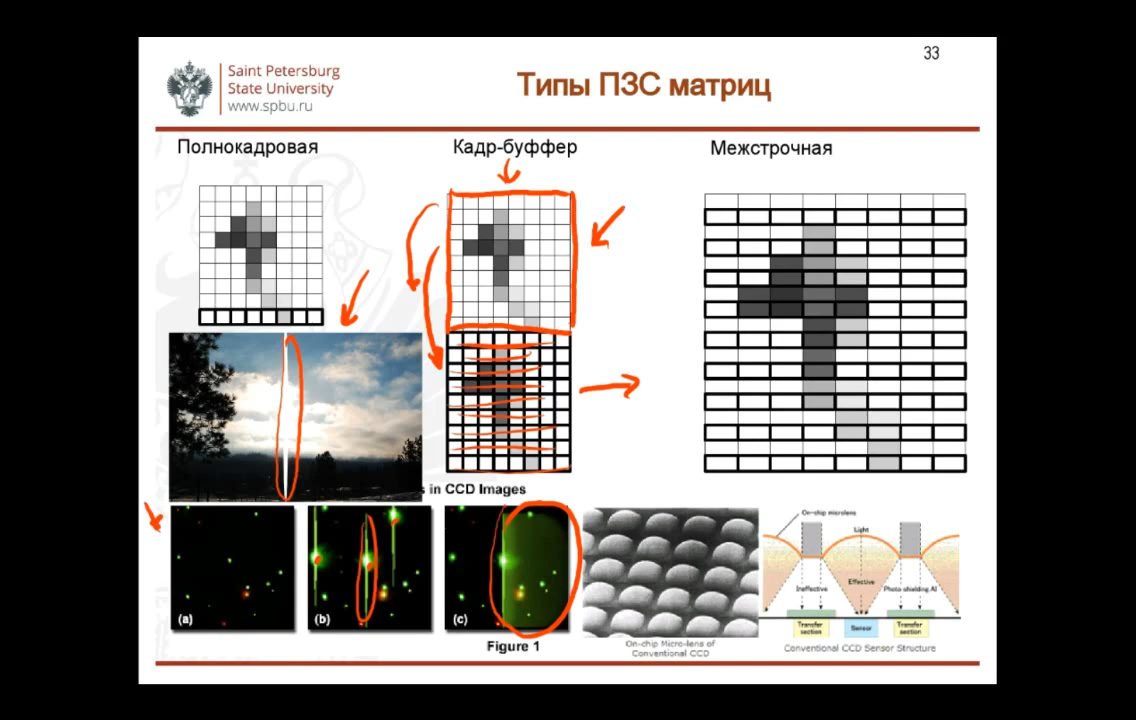 33
Saint Petersburg
State University
www.spbu.ru
Типы ПЗС матриц
Полнокадровая
Кадр-буффер
Межстрочная
s in CCD Images
(a)
(b)
(c)
Figure 1
On-chip Micro-lens of
Conventional CCD
On-chip microlens
Light
Effective
Ineffective
Photo-shielding Al
Transfer
section
Sensor
Transfer
section
Conventional CCD Sensor Structure